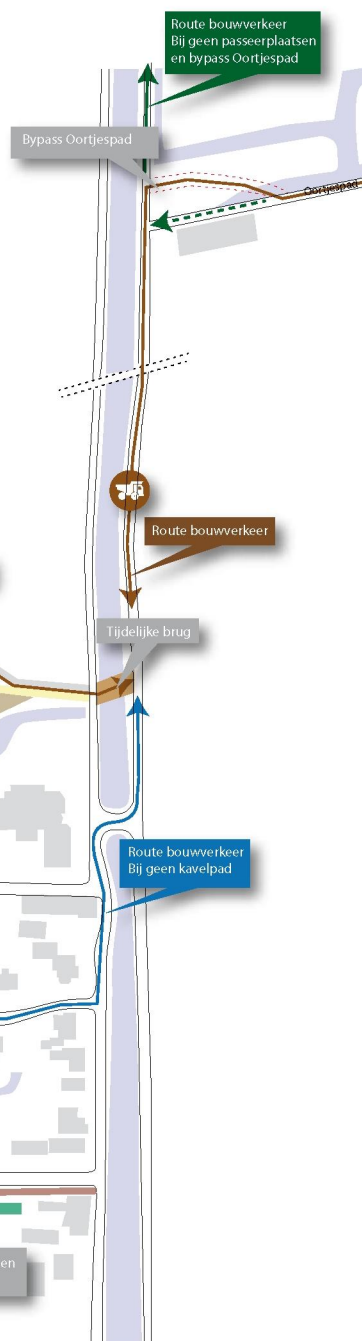 Route bouwverkeer
Bij geen passeerplaatsen
en bypass Oortjespad
Bypass Oortjespad
Oortjespad
Route bouwverkeer
Tijdelijke brug
Route bouwverkeer
Bij geen kavelpad
en